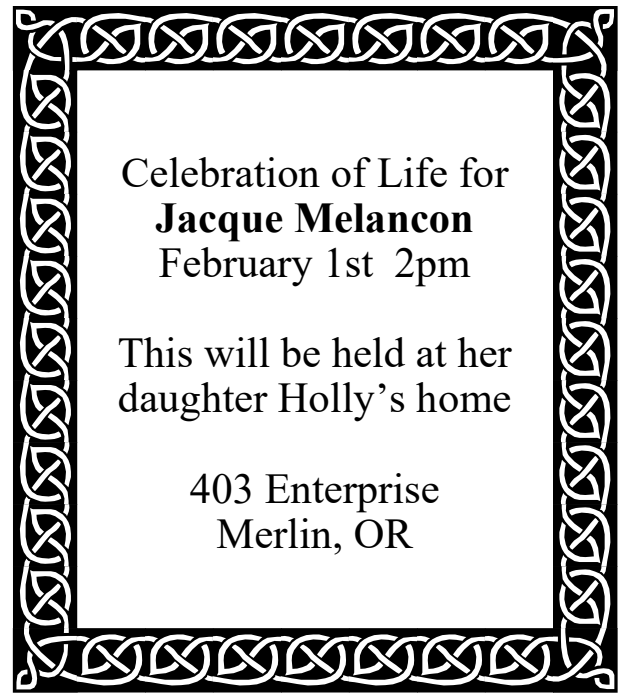 Celebration of Life for
Jacque Melancon
February 1st  2pm
This will be held at her
daughter Holly’s home
403 Enterprise
Merlin, OR